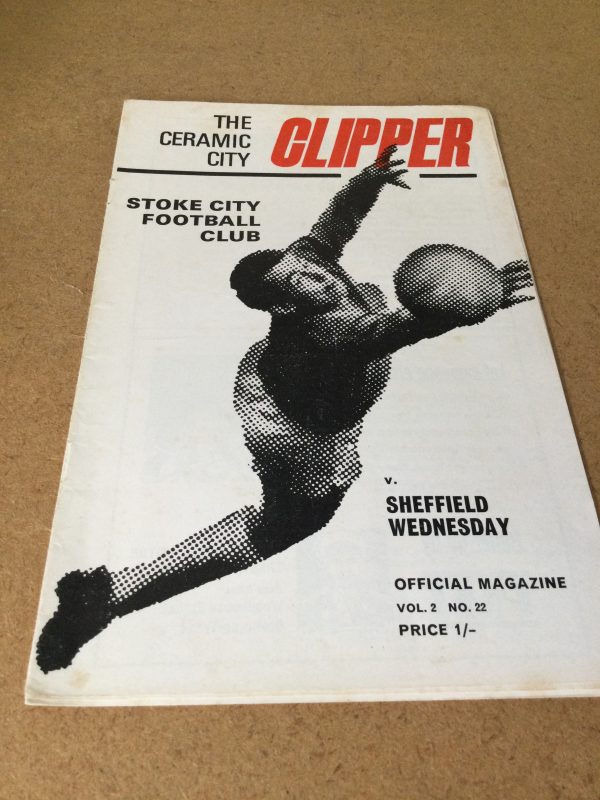 THE
CERAMIC
CITY
CLIPPER
STOKE CITY
FOOTBALL
CLUB
v.
SHEFFIELD
WEDNESDAY
OFFICIAL MAGAZINE
VOL. 2 NO. 22
PRICE 1/-